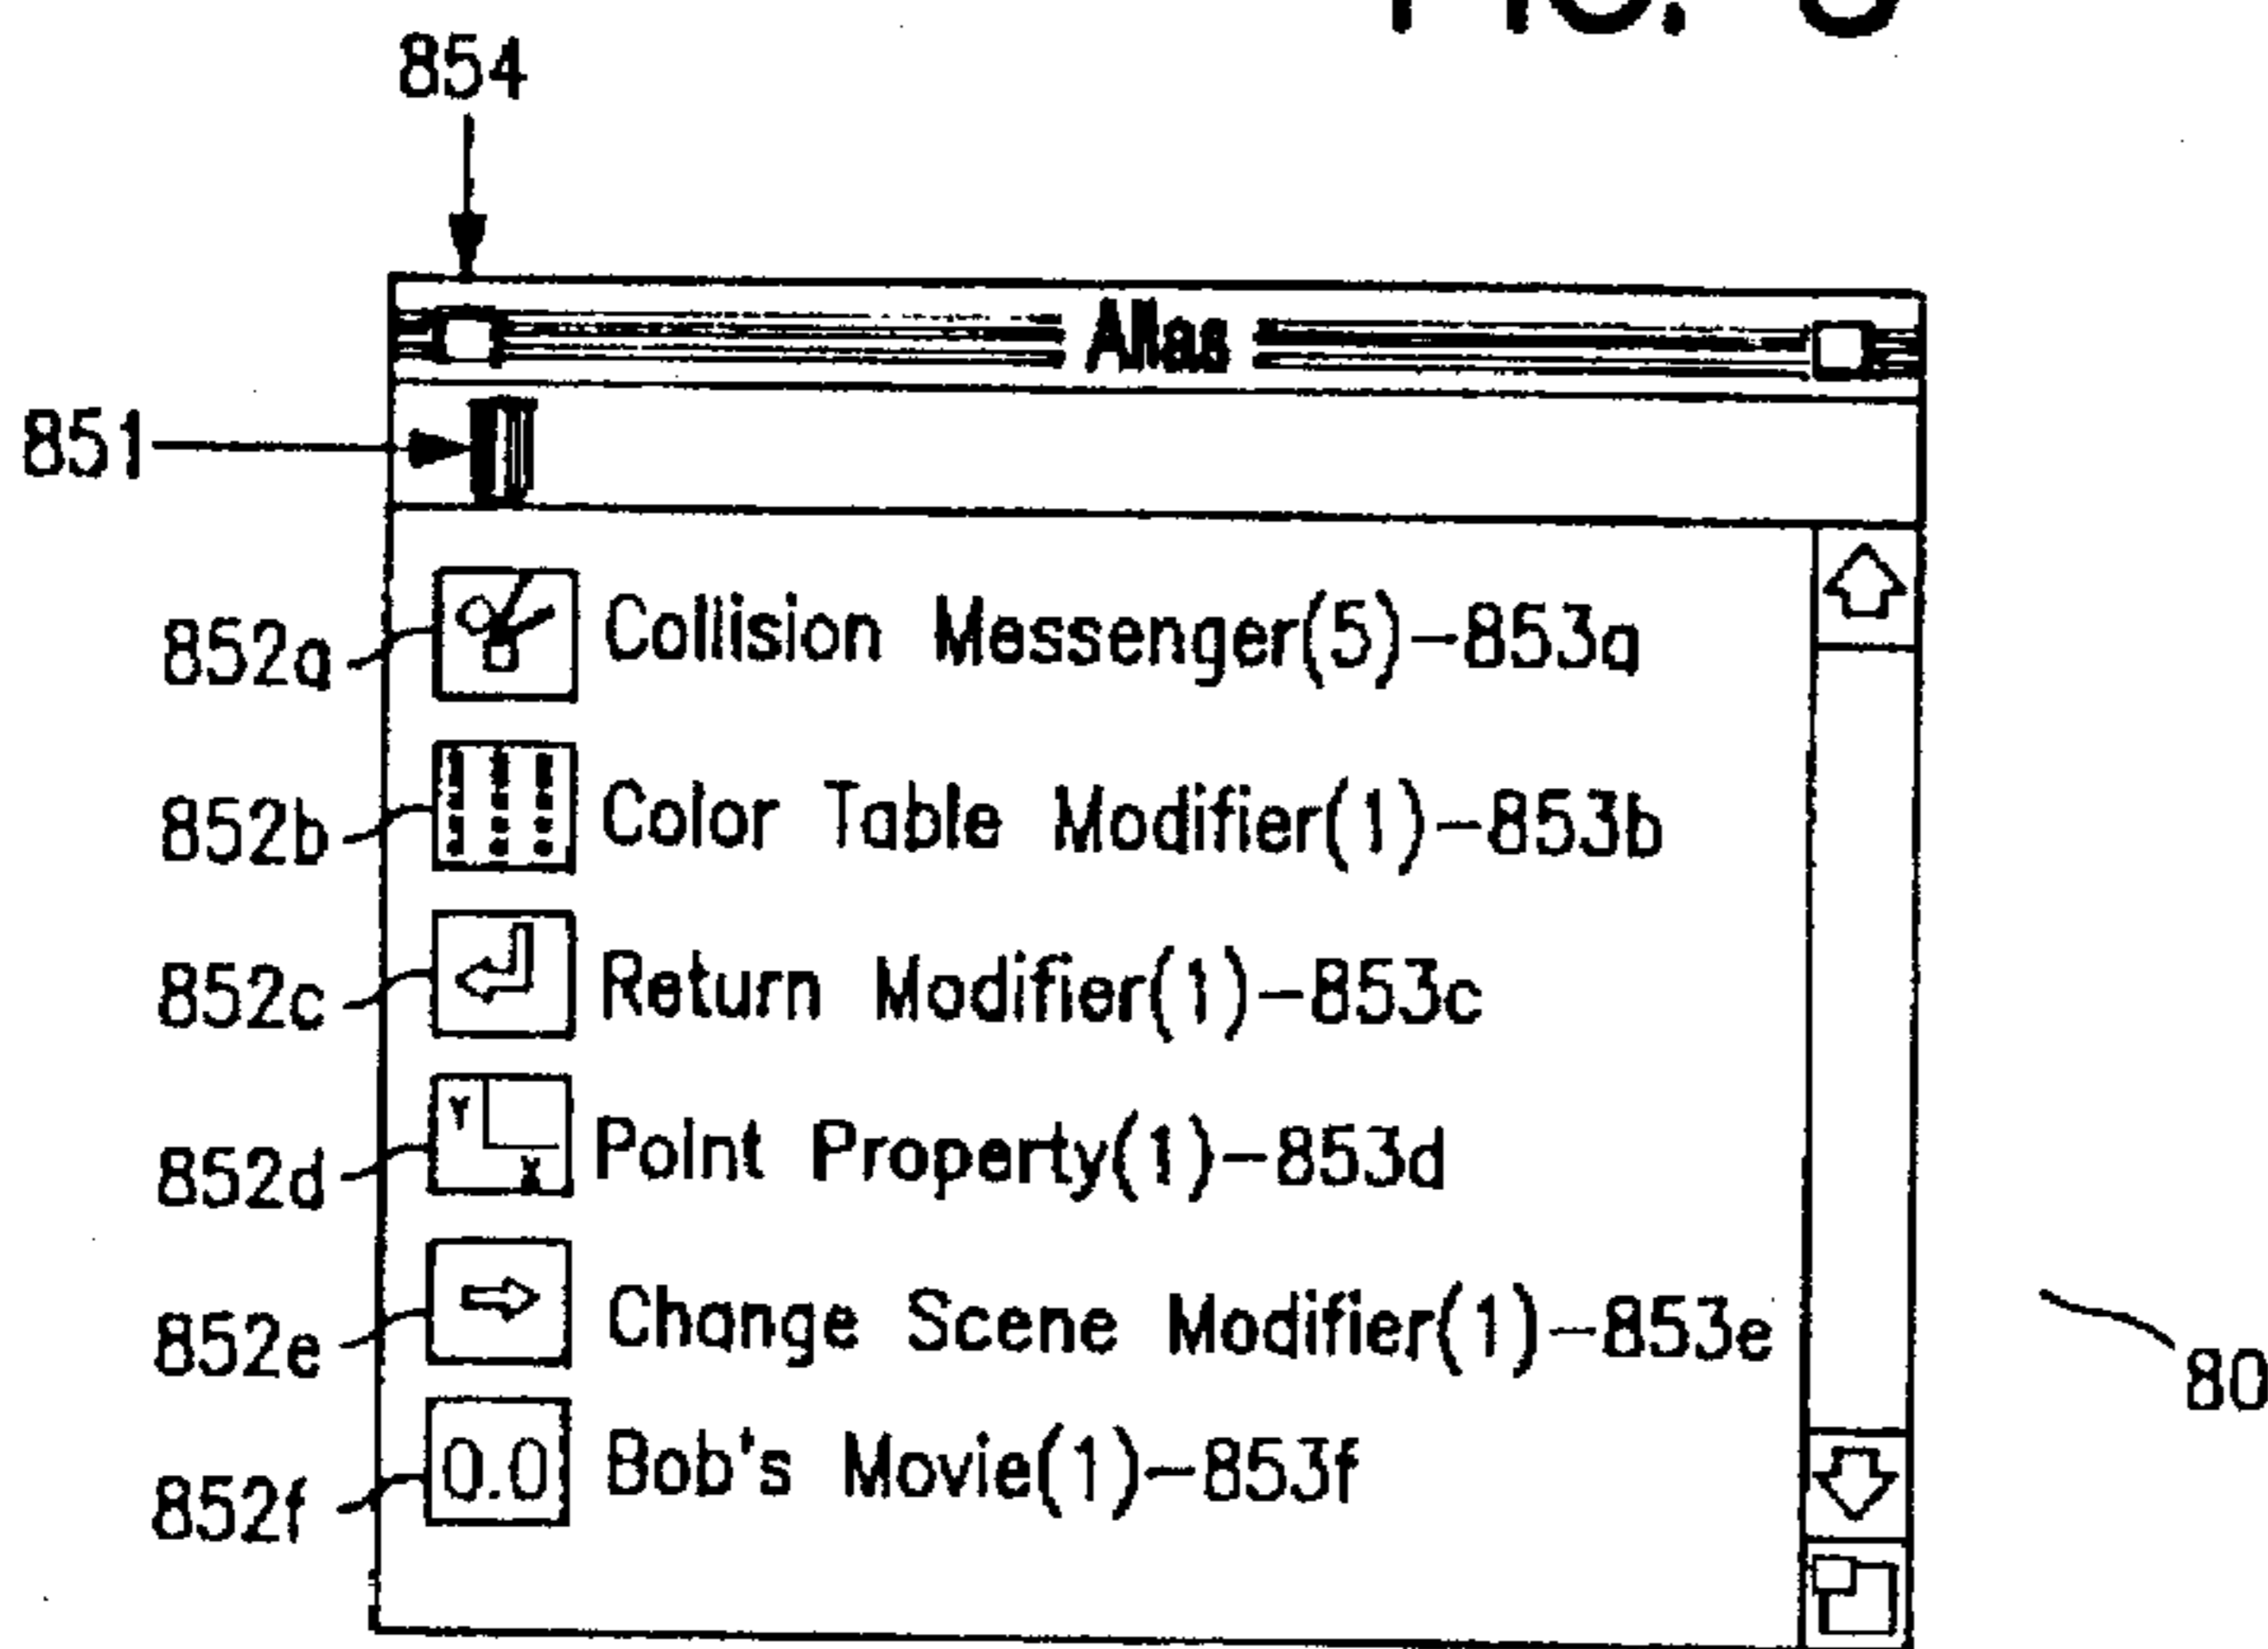 854
Alias
851
852a Collision Messenger(5)-853a
852b Color Table Modifier(1)-853b
852c Return Modifier(1)-853c
Y
852d Point Property(1)-853d
X
852e Change Scene Modifier(1)-853e
80
852f 0.0 Bob's Movie(1)-853f